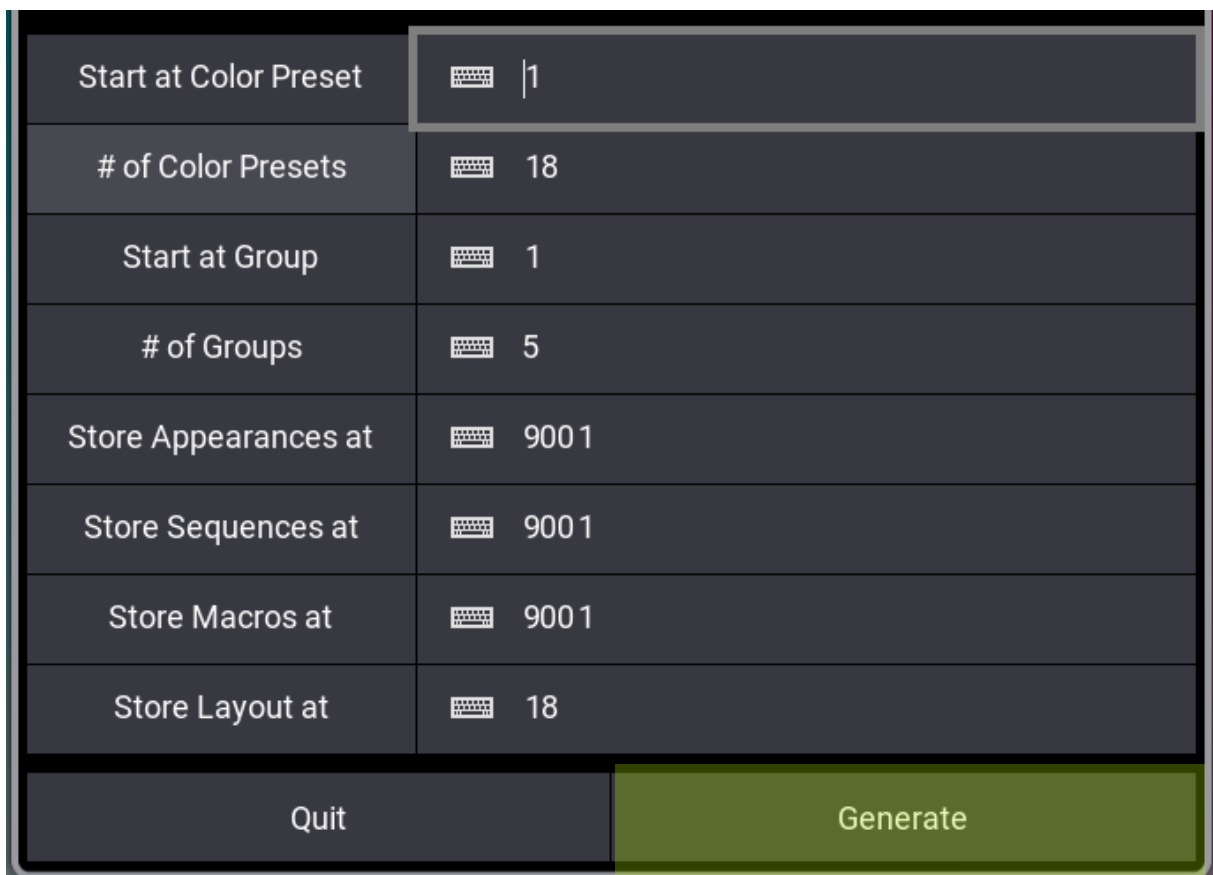 Start at Color Preset 1
# of Color Presets 18
Start at Group 1
# of Groups 5
Store Appearances at 9001
Store Sequences at 9001
Store Macros at 9001
Store Layout at 18
Quit Generate